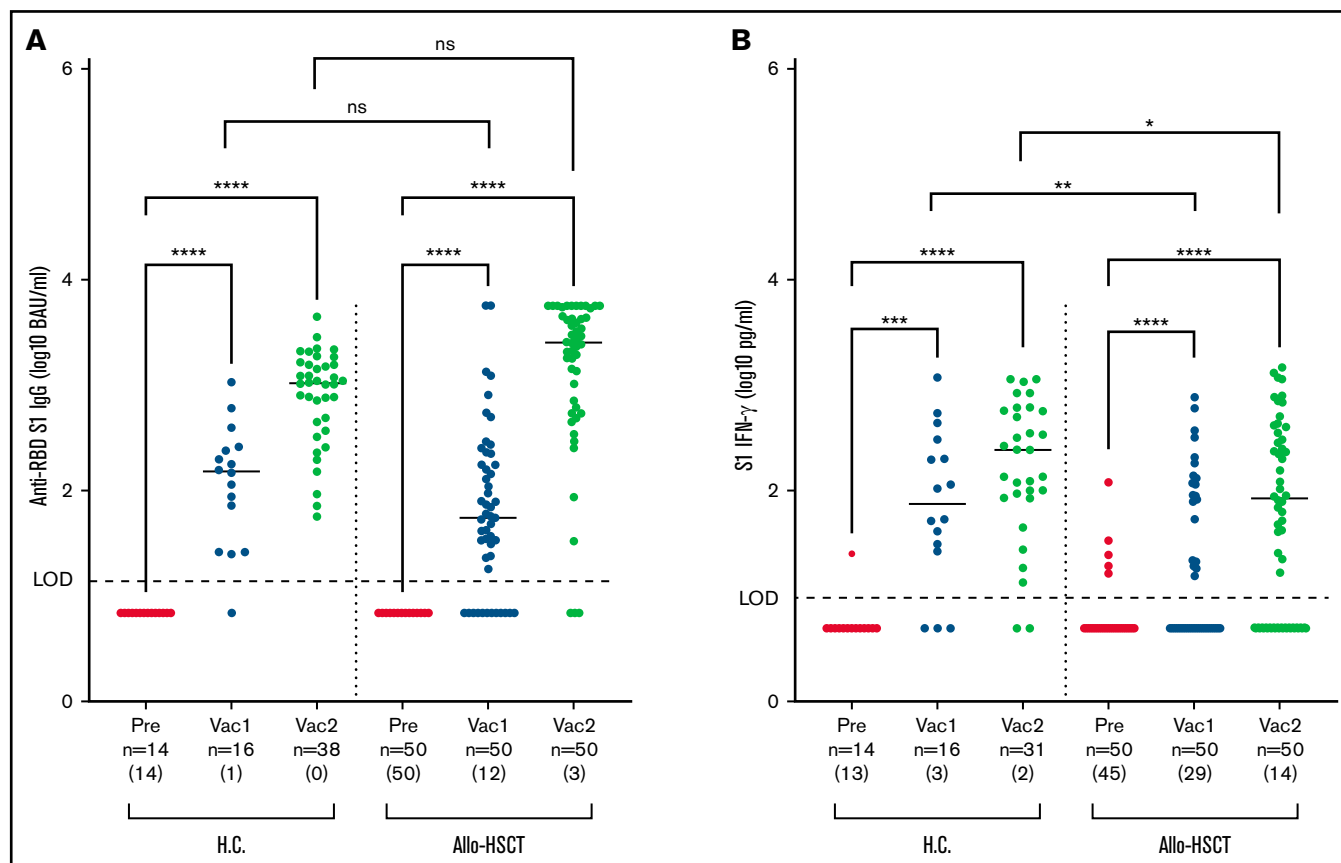 A
ns
6
ns
****
****
****
****
4
Anti-RBD S1 IgG (log10 BAU/ml)
2
LOD
0
Pre Vac1 Vac2 Pre Vac1 Vac2
n=14 n=16 n=38 n=50 n=50 n=50
(14) (1) (0) (50) (12) (3)
H.C. Allo-HSCT
B
6
*
**
****
****
***
****
4
S1 IFN-γ (log10 pg/ml)
2
LOD
0
Pre Vac1 Vac2 Pre Vac1 Vac2
n=14 n=16 n=31 n=50 n=50 n=50
(13) (3) (2) (45) (29) (14)
H.C. Allo-HSCT